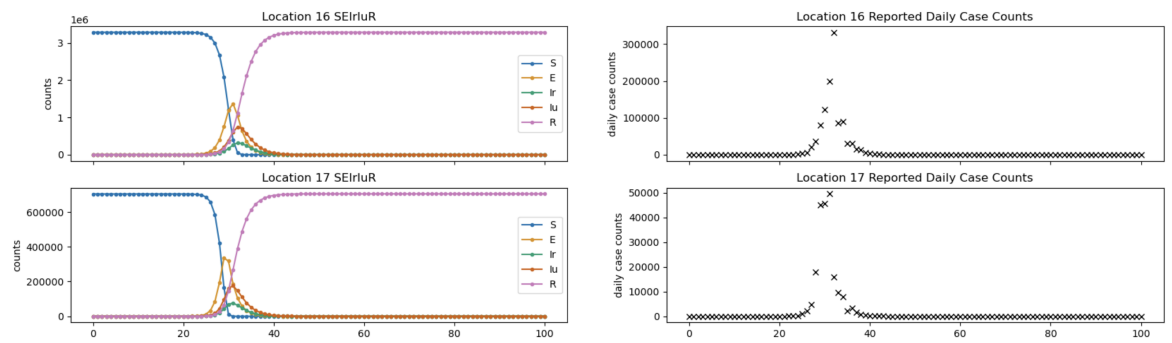 Location 16 SEIrIuR
1e6
3
2
1
0
counts
S
E
Ir
Iu
R
Location 16 Reported Daily Case Counts
300000
200000
100000
0
daily case counts
Location 17 SEIrIuR
600000
400000
200000
0
counts
S
E
Ir
Iu
R
0 20 40 60 80 100
Location 17 Reported Daily Case Counts
50000
40000
30000
20000
10000
0
daily case counts
0 20 40 60 80 100